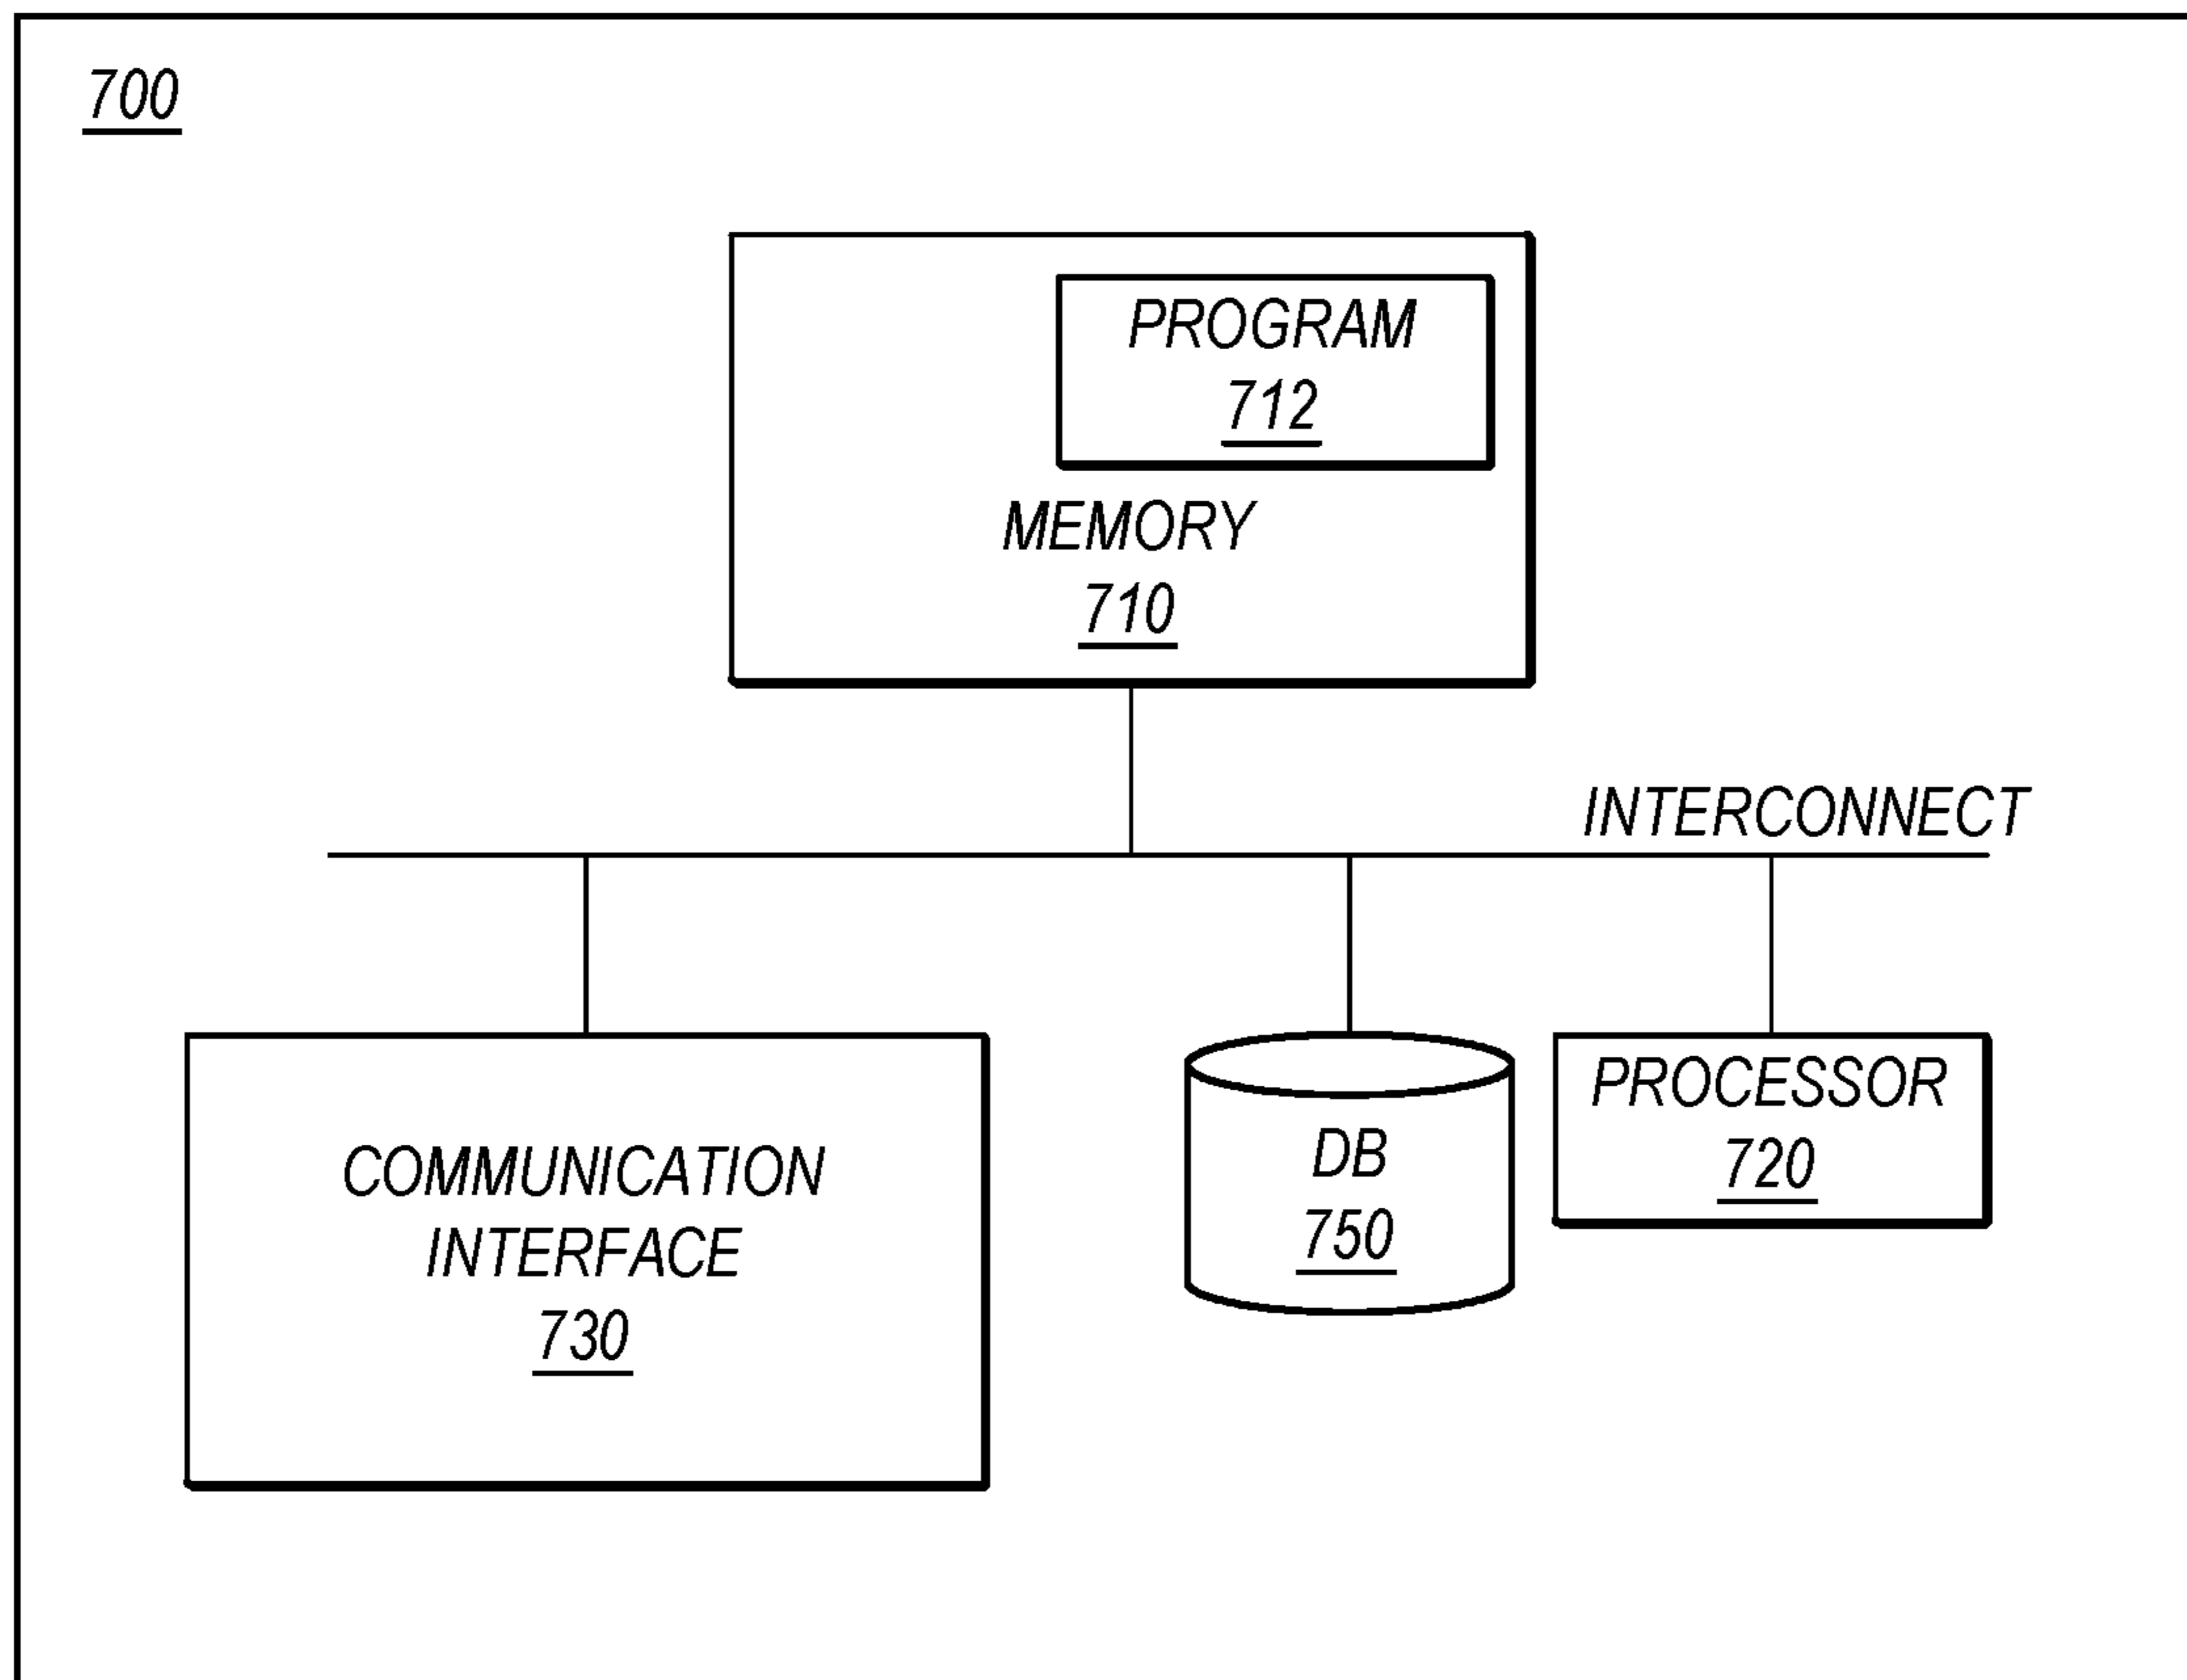 700
PROGRAM
712
MEMORY
710
INTERCONNECT
COMMUNICATION
INTERFACE
730
DB
750
PROCESSOR
720